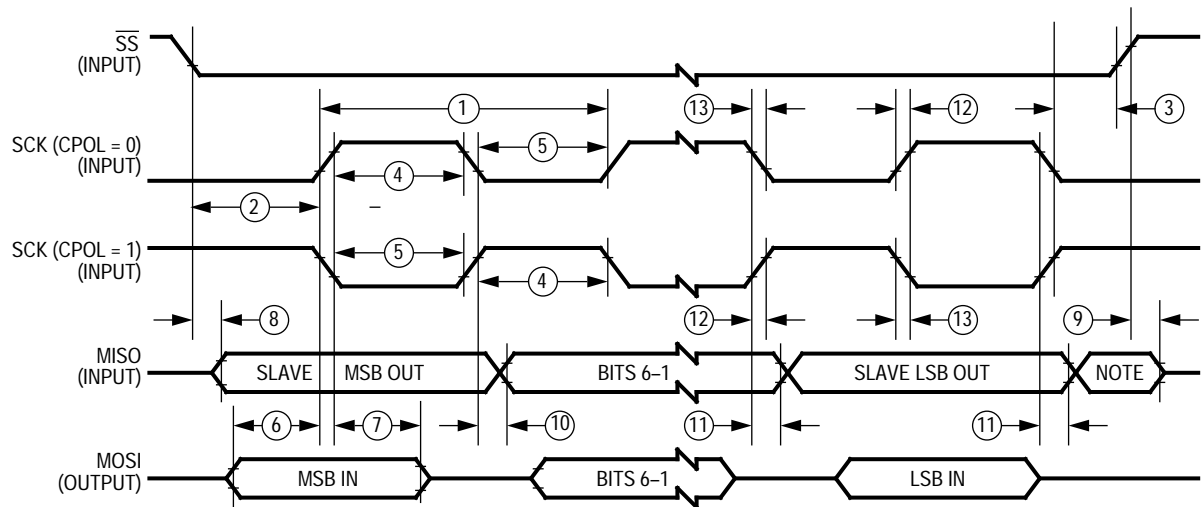 SS
(INPUT)
1
13
12
3
SCK (CPOL = 0)
(INPUT)
5
4
2
–
SCK (CPOL = 1)
(INPUT)
5
4
8
12
13
9
MISO
(INPUT)
SLAVE MSB OUT
BITS 6–1
SLAVE LSB OUT
NOTE
6
7
10
11
11
MOSI
(OUTPUT)
MSB IN
BITS 6–1
LSB IN